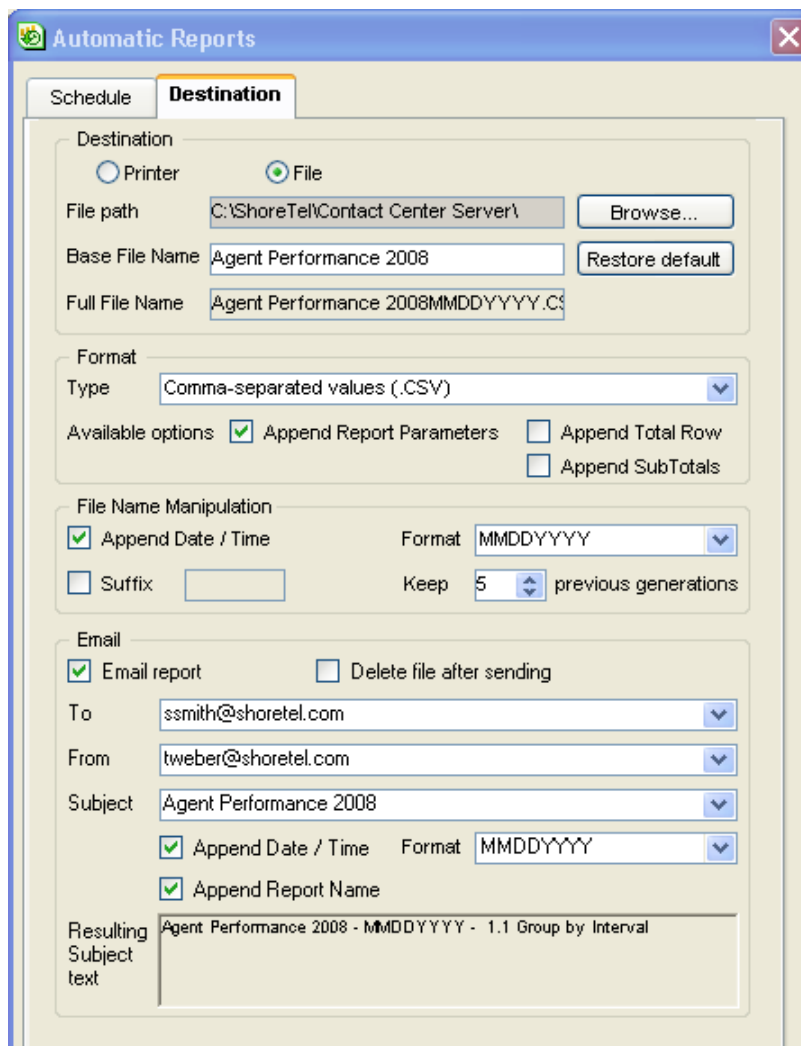 Automatic Reports
Schedule Destination
Destination
Printer File
File path C:\ShoreTel\Contact Center Server\ Browse...
Base File Name Agent Performance 2008 Restore default
Full File Name Agent Performance 2008MMDDYYYY.CS
Format
Type Comma-separated values (.CSV)
Available options Append Report Parameters Append Total Row
Append SubTotals
File Name Manipulation
Append Date / Time Format MMDDYYYY
Suffix Keep 5 previous generations
Email
Email report Delete file after sending
To ssmith@shoretel.com
From tweber@shoretel.com
Subject Agent Performance 2008
Append Date / Time Format MMDDYYYY
Append Report Name
Resulting Agent Performance 2008 - MMDDYYYY - 1.1 Group by Interval
Subject
text